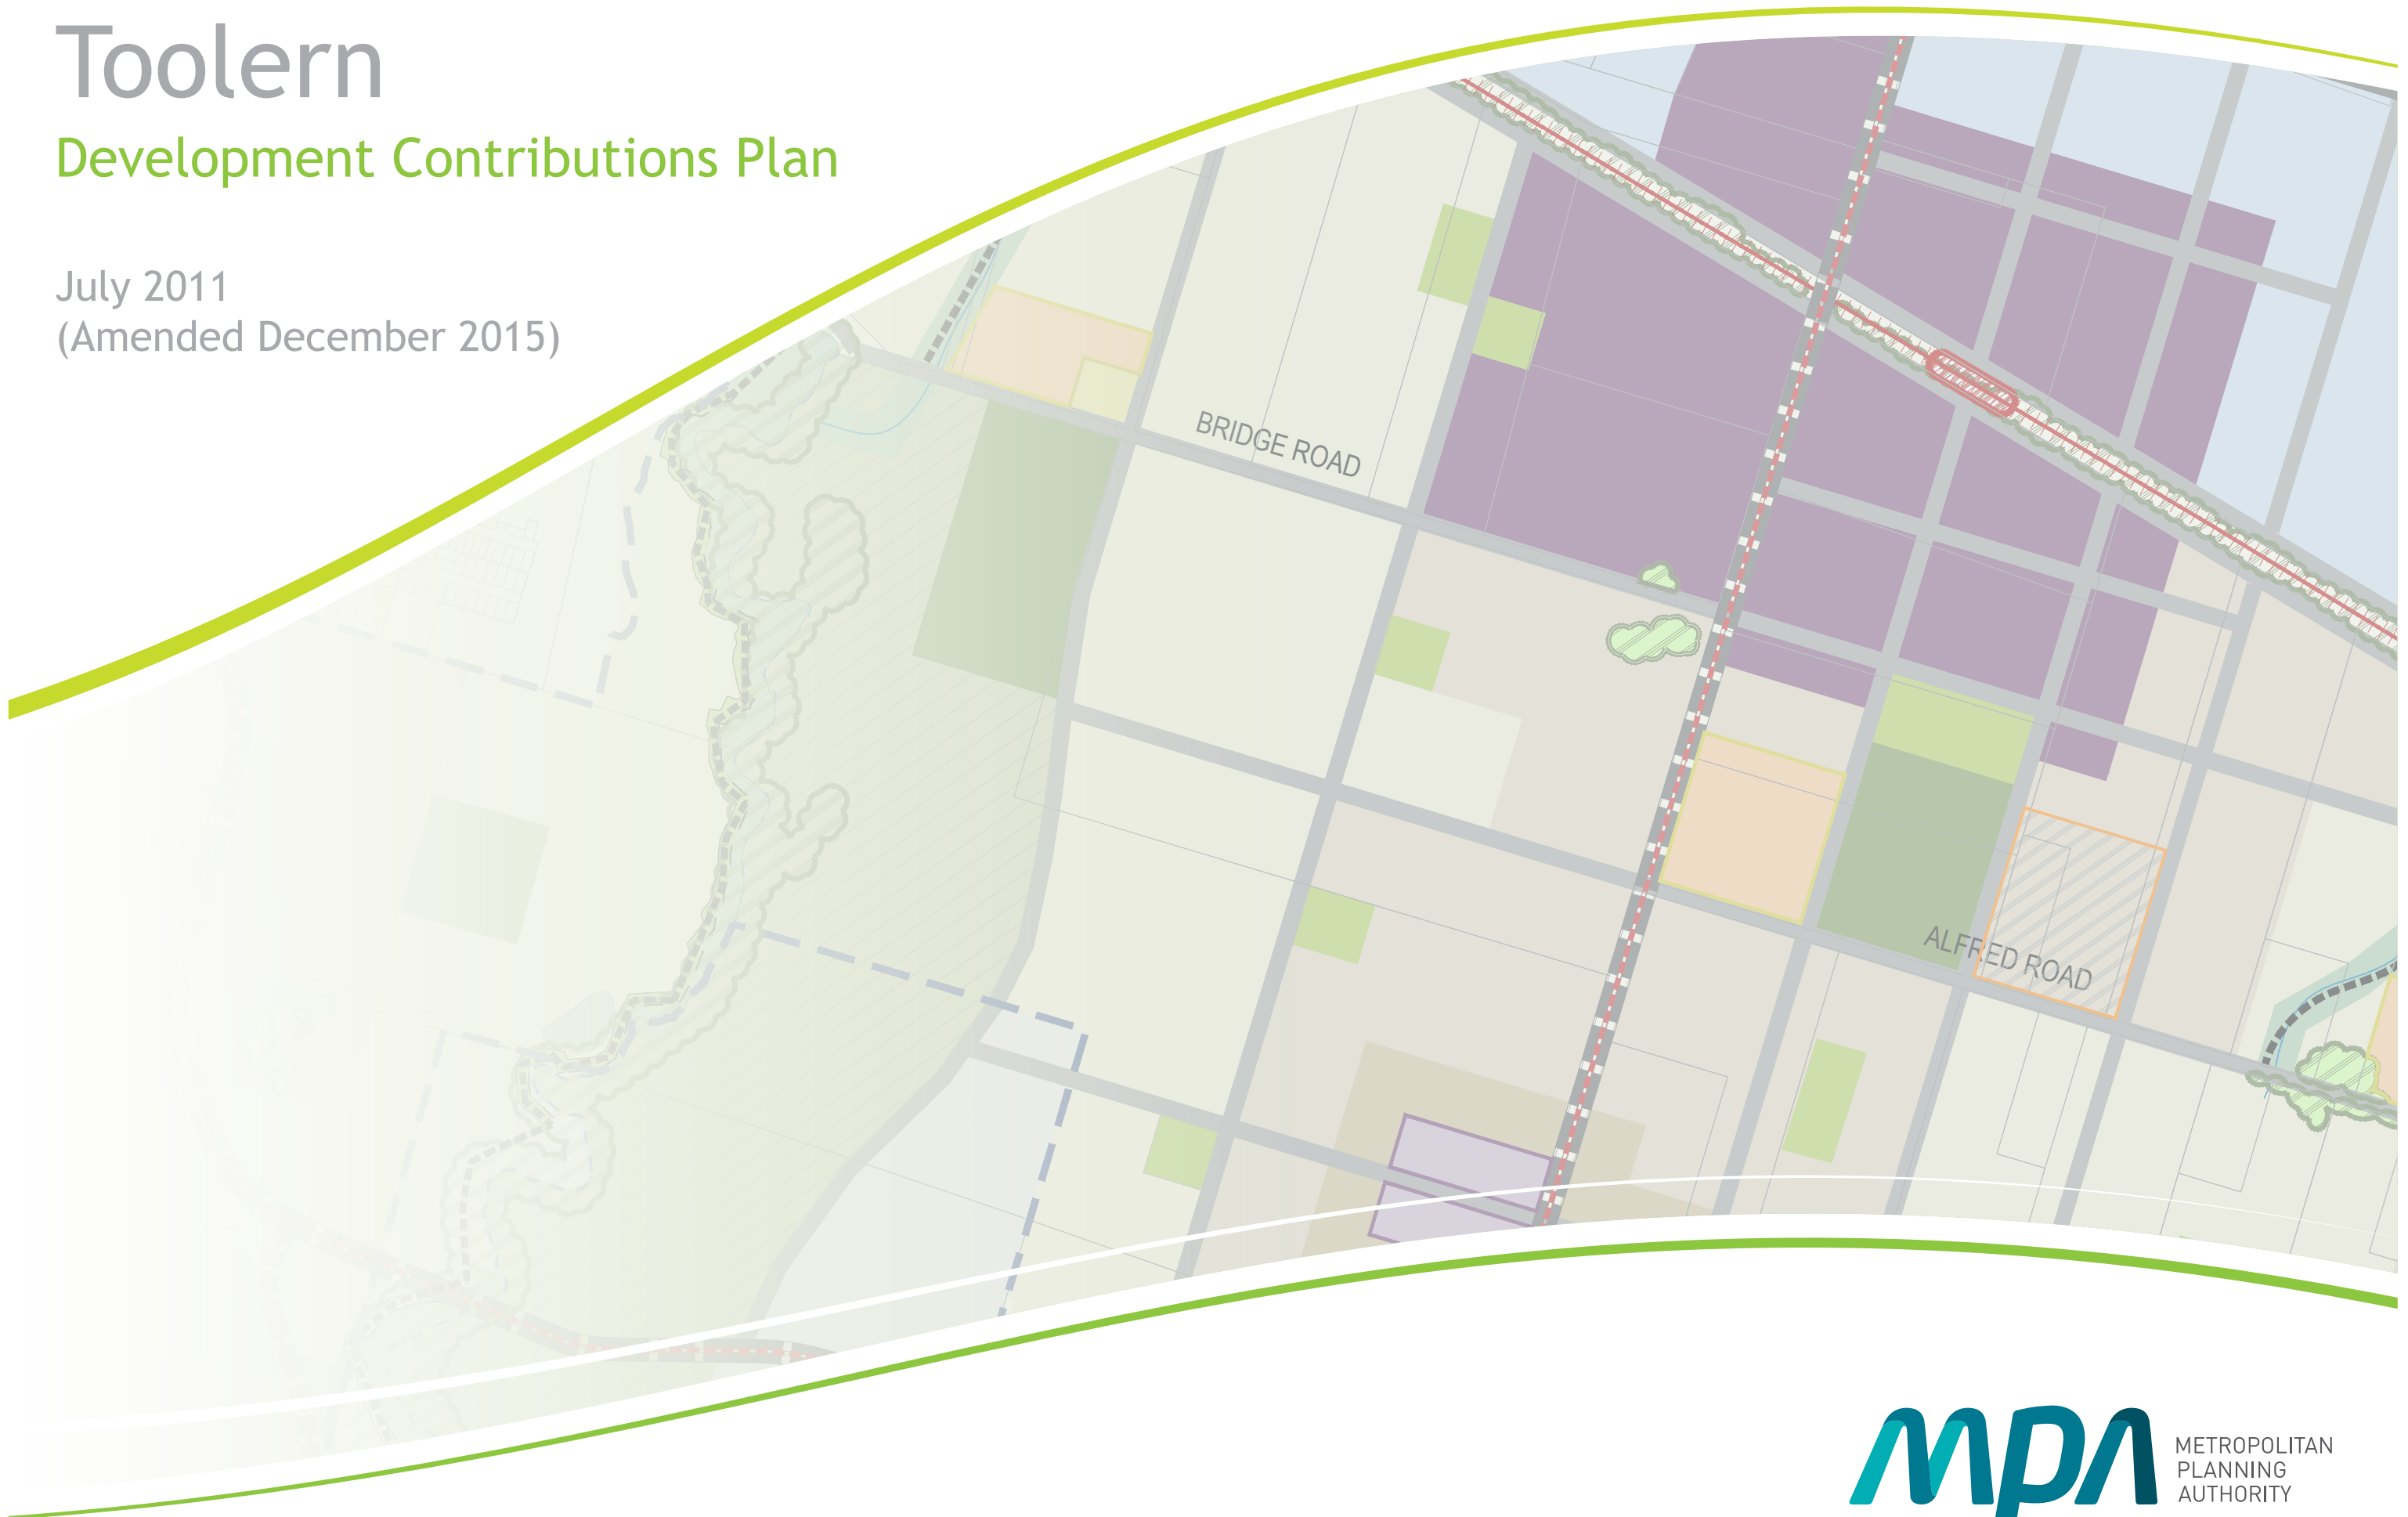 Toolern
Development Contributions Plan
July 2011
(Amended December 2015)
BRIDGE ROAD
ALFRED ROAD
MPA
METROPOLITAN
PLANNING
AUTHORITY